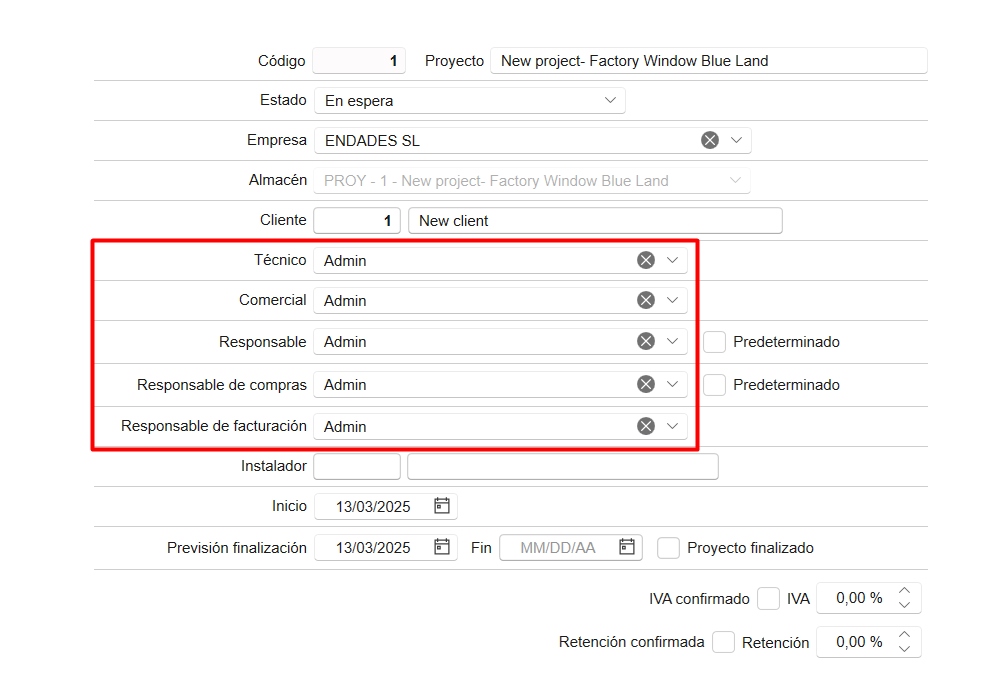 Código 1 Proyecto New project- Factory Window Blue Land
Estado En espera
Empresa ENDADES SL
Almacén PROY - 1 - New project- Factory Window Blue Land
Cliente 1 New client
Técnico Admin
Comercial Admin
Responsable Admin Predeterminado
Responsable de compras Admin Predeterminado
Responsable de facturación Admin
Instalador
Inicio 13/03/2025
Previsión finalización 13/03/2025 Fin MM/DD/AA Proyecto finalizado
IVA confirmado IVA 0,00 %
Retención confirmada Retención 0,00 %